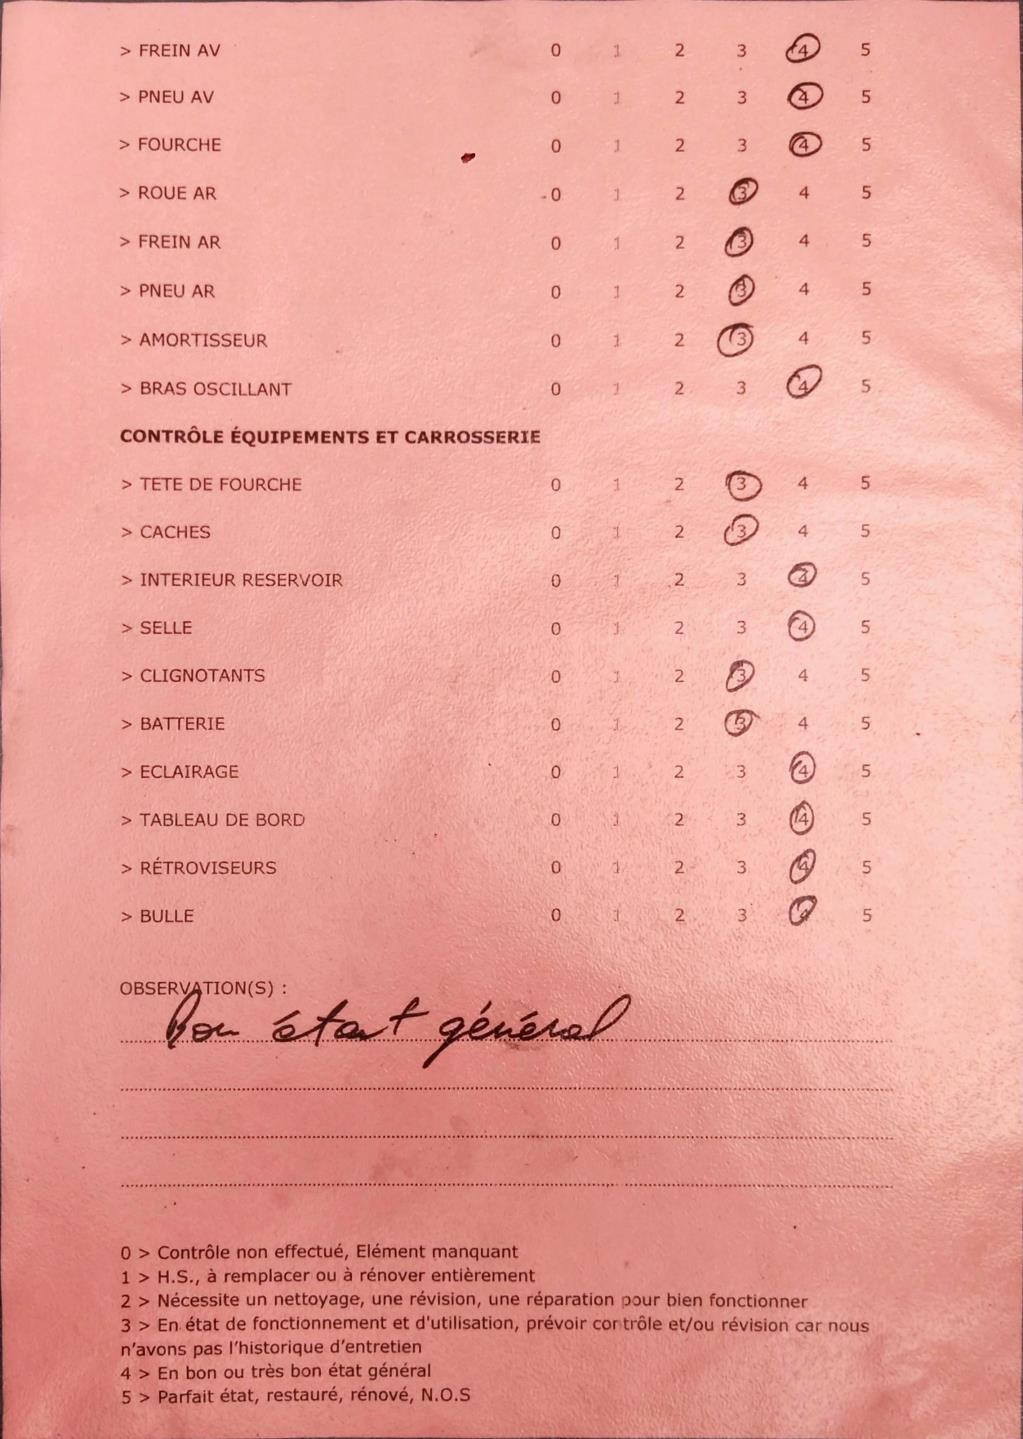 > FREIN AV 0 1 2 3 4 5
> PNEU AV 0 1 2 3 4 5
> FOURCHE 0 1 2 3 4 5
> ROUE AR 0 1 2 3 4 5
> FREIN AR 0 1 2 3 4 5
> PNEU AR 0 1 2 3 4 5
> AMORTISSEUR 0 1 2 3 4 5
> BRAS OSCILLANT 0 1 2 3 4 5
CONTRÔLE ÉQUIPEMENTS ET CARROSSERIE
> TETE DE FOURCHE 0 1 2 3 4 5
> CACHES 0 1 2 3 4 5
> INTERIEUR RESERVOIR 0 1 2 3 4 5
> SELLE 0 1 2 3 4 5
> CLIGNOTANTS 0 1 2 3 4 5
> BATTERIE 0 1 2 3 4 5
> ECLAIRAGE 0 1 2 3 4 5
> TABLEAU DE BORD 0 1 2 3 4 5
> RÉTROVISEURS 0 1 2 3 4 5
> BULLE 0 1 2 3 4 5
OBSERVATION(S) :
Bon état général
0 > Contrôle non effectué, Elément manquant
1 > H.S., à remplacer ou à rénover entièrement
2 > Nécessite un nettoyage, une révision, une réparation pour bien fonctionner
3 > En état de fonctionnement et d'utilisation, prévoir contrôle et/ou révision car nous
n'avons pas l'historique d'entretien
4 > En bon ou très bon état général
5 > Parfait état, restauré, rénové, N.O.S